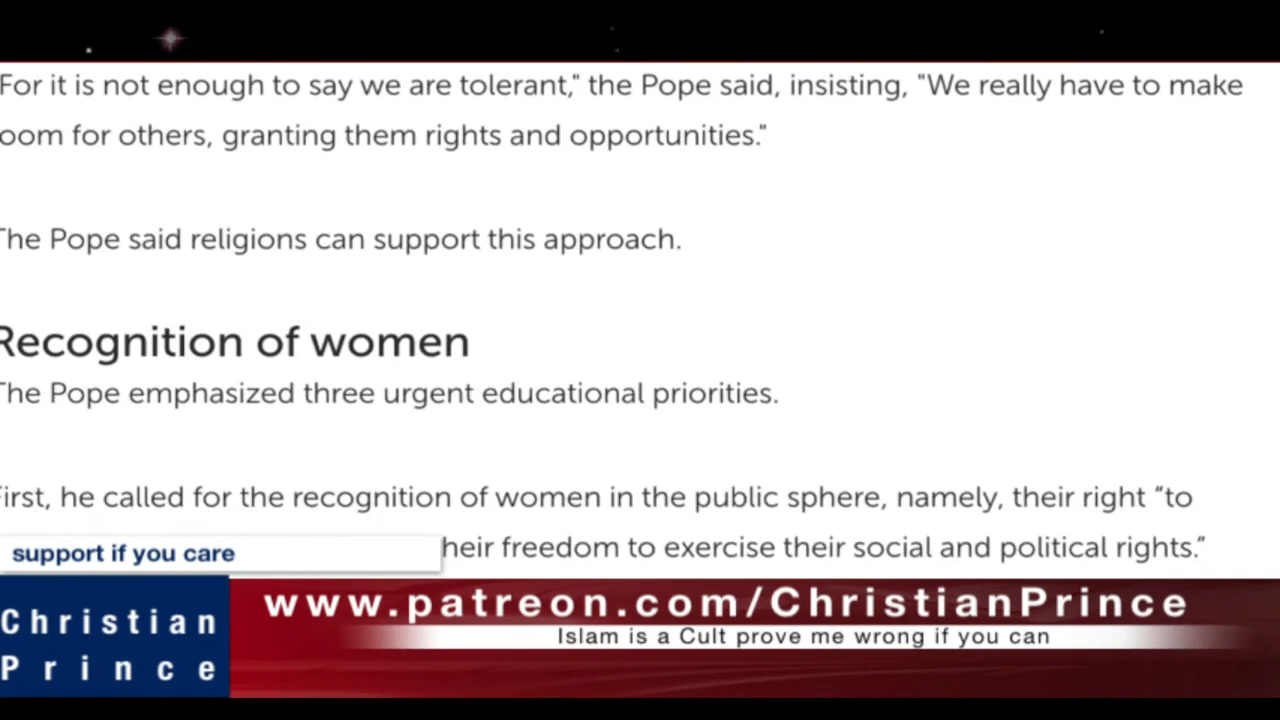 For it is not enough to say we are tolerant," the Pope said, insisting, "We really have to make
oom for others, granting them rights and opportunities."
The Pope said religions can support this approach.
Recognition of women
The Pope emphasized three urgent educational priorities.
First, he called for the recognition of women in the public sphere, namely, their right “to
heir freedom to exercise their social and political rights.”
support if you care
Christian
Prince
www.patreon.com/ChristianPrince
Islam is a Cult prove me wrong if you can